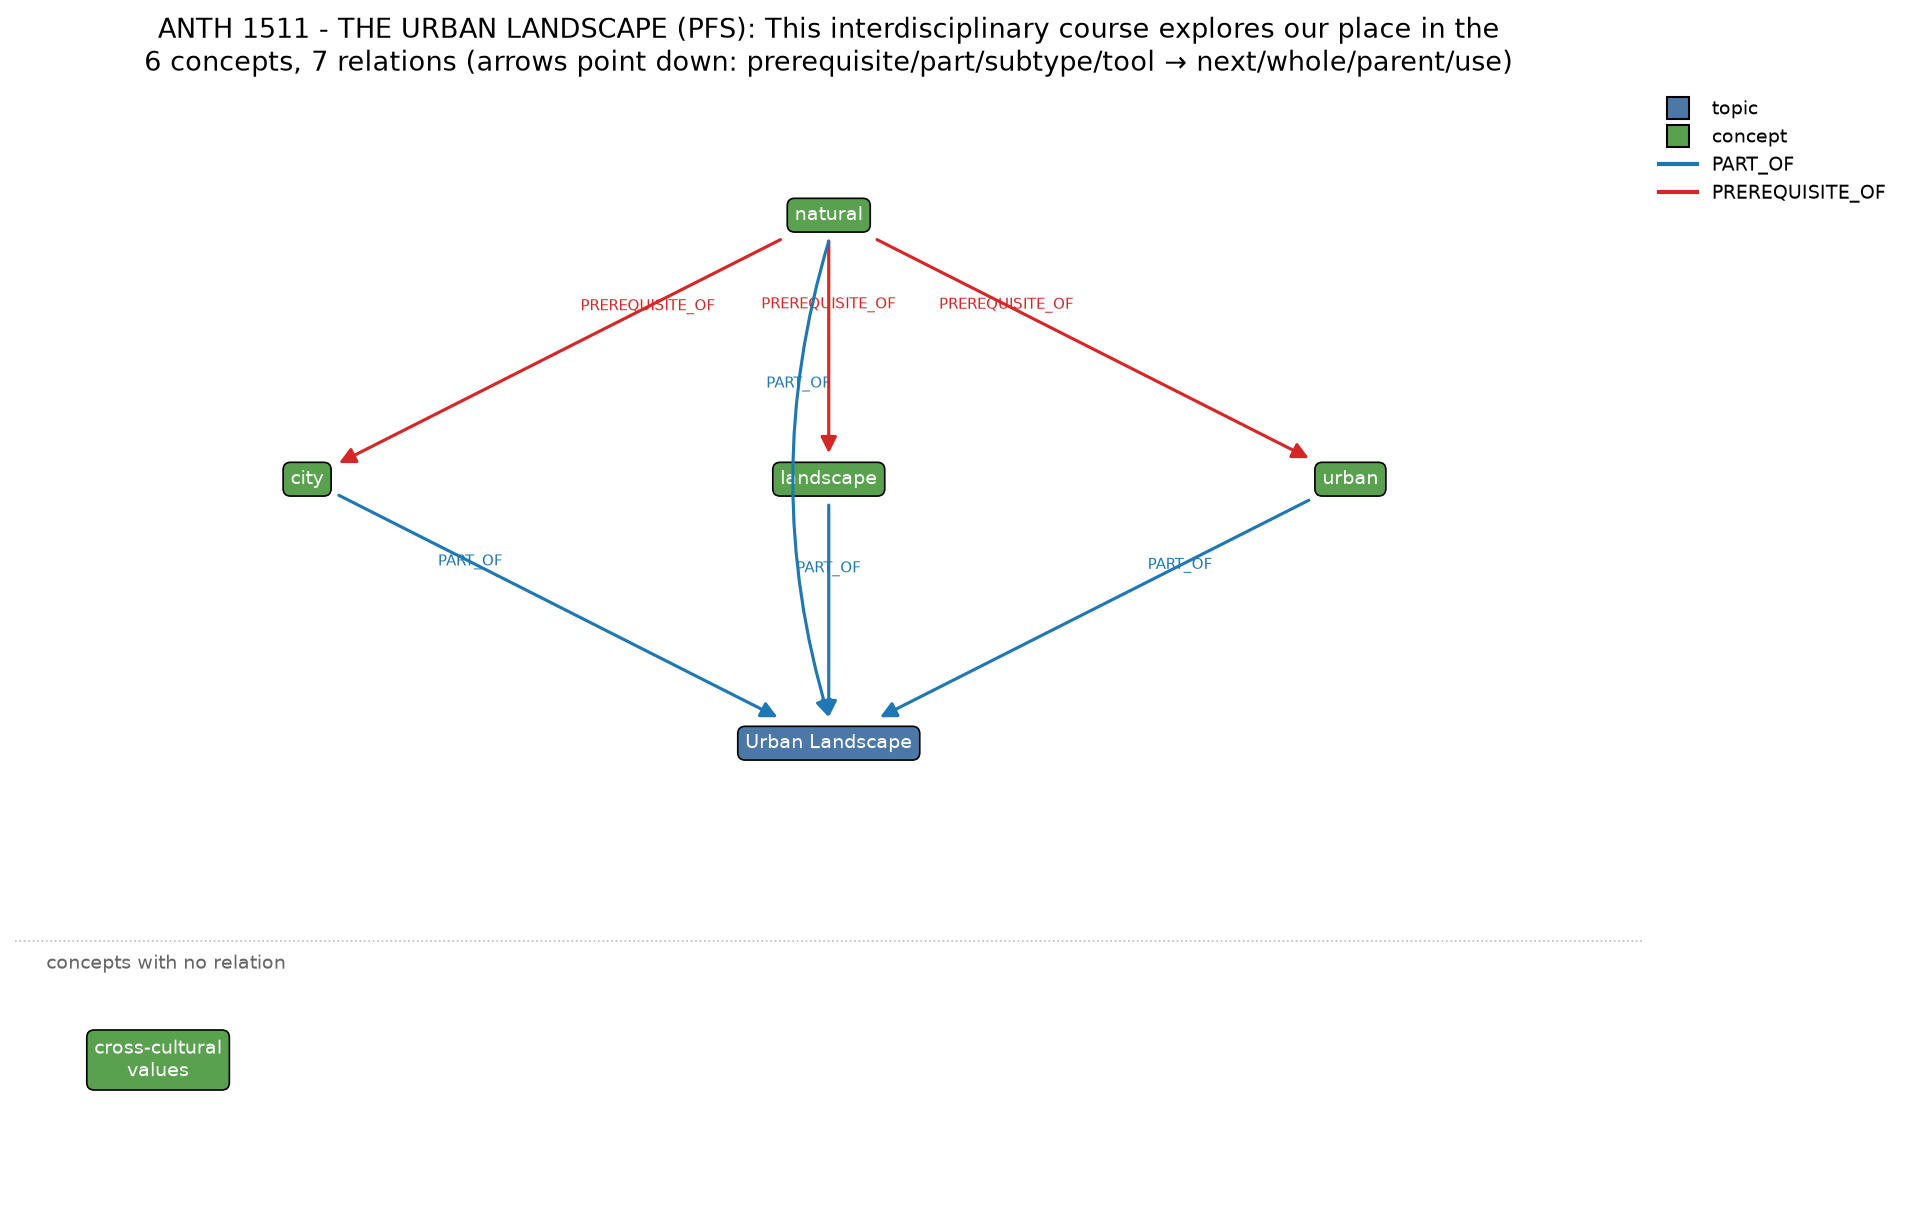 ANTH 1511 - THE URBAN LANDSCAPE (PFS): This interdisciplinary course explores our place in the
6 concepts, 7 relations (arrows point down: prerequisite/part/subtype/tool → next/whole/parent/use)
topic
concept
PART_OF
PREREQUISITE_OF
natural
PREREQUISITE_OF
PREREQUISITE_OF
PREREQUISITE_OF
PART_OF
city
landscape
urban
PART_OF
PART_OF
PART_OF
Urban Landscape
concepts with no relation
cross-cultural
values